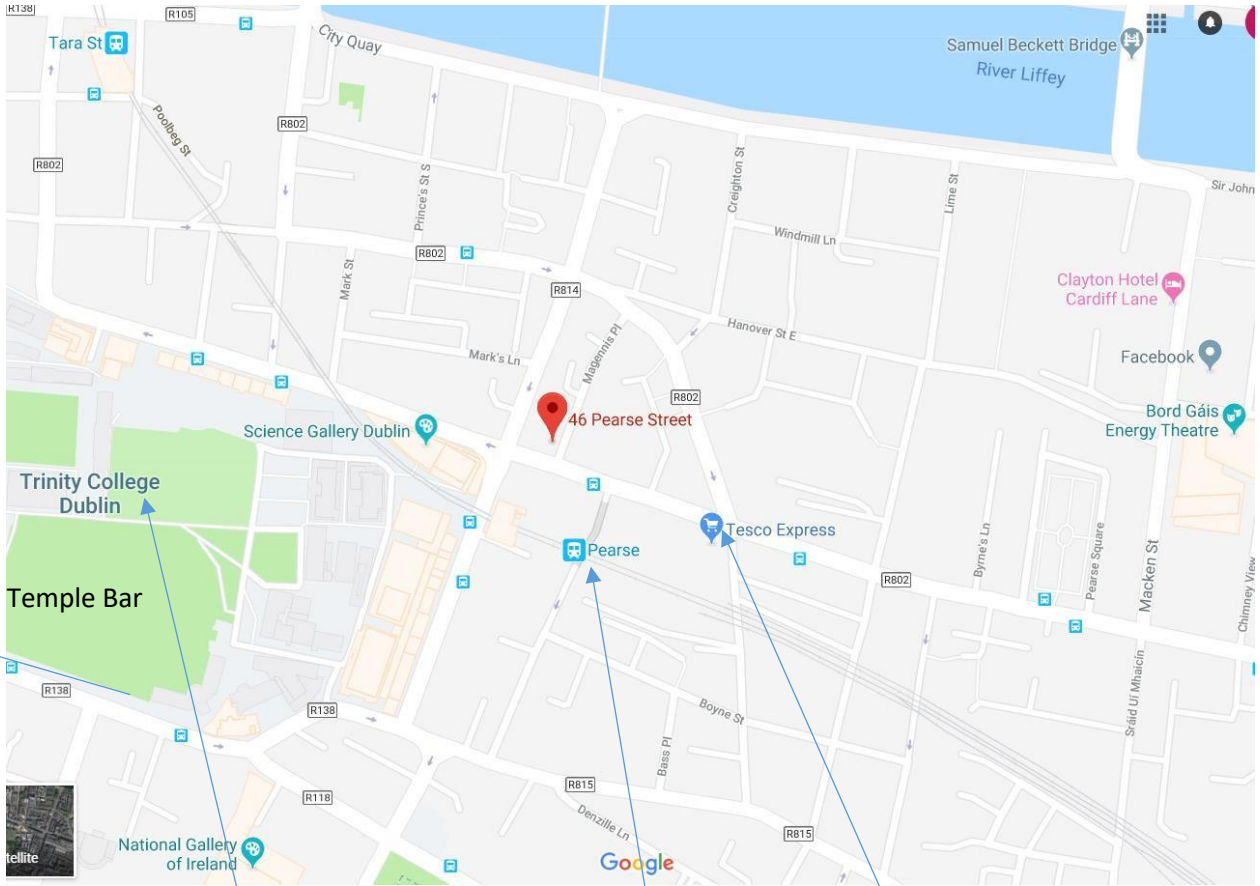 R138
R105
Tara St
City Quay
Samuel Beckett Bridge
River Liffey
Poolbeg St
R802
R802
Prince's St S
Creighton St
Lime St
Sir John
Windmill Ln
R802
Mark St
R814
Clayton Hotel
Cardiff Lane
Hanover St E
Magennis Pl
Mark's Ln
Facebook
R802
46 Pearse Street
Bord Gáis
Energy Theatre
Science Gallery Dublin
Trinity College
Dublin
Tesco Express
Pearse
Byrne's Ln
Pearse Square
Macken St
R802
Chimney View
Temple Bar
R138
R138
Boyne St
Sráid Uí Mhaicín
Bass Pl
R815
R118
Denzille Ln
R815
National Gallery
of Ireland
tellite
Google